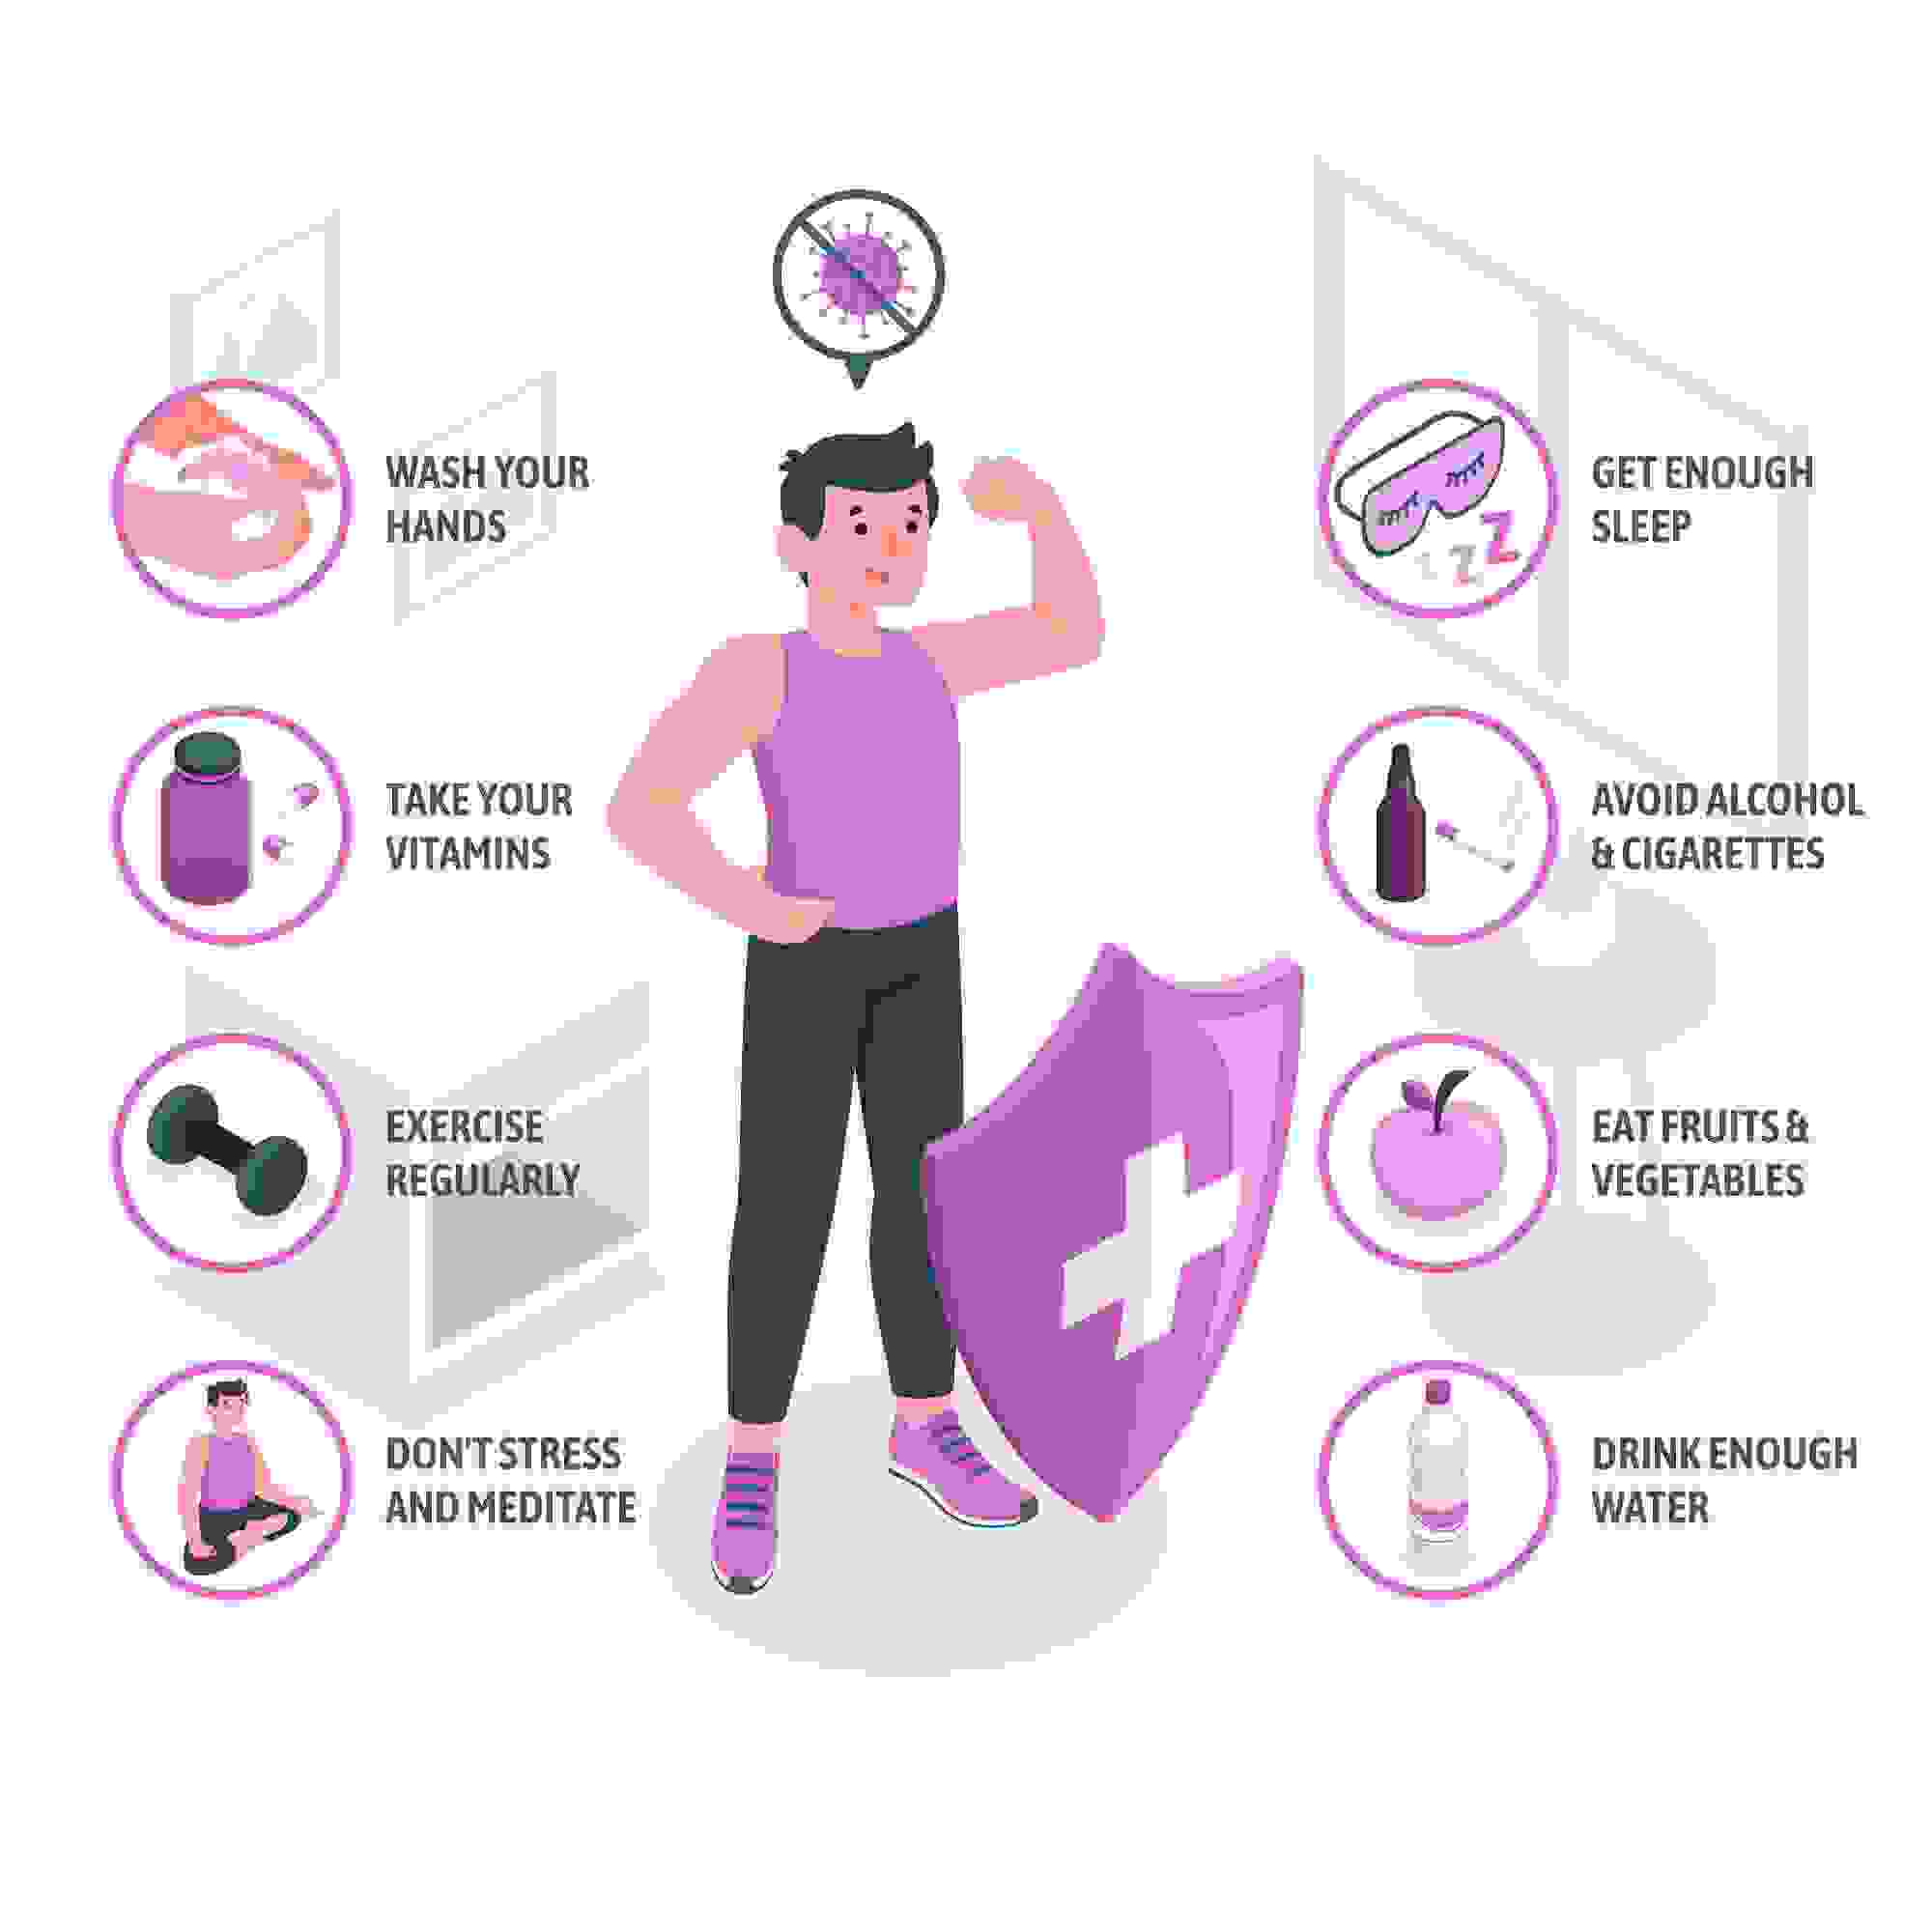 WASH YOUR
HANDS
TAKE YOUR
VITAMINS
EXERCISE
REGULARLY
DON'T STRESS
AND MEDITATE
GET ENOUGH
SLEEP
Z Z Z
AVOID ALCOHOL
& CIGARETTES
EAT FRUITS &
VEGETABLES
DRINK ENOUGH
WATER